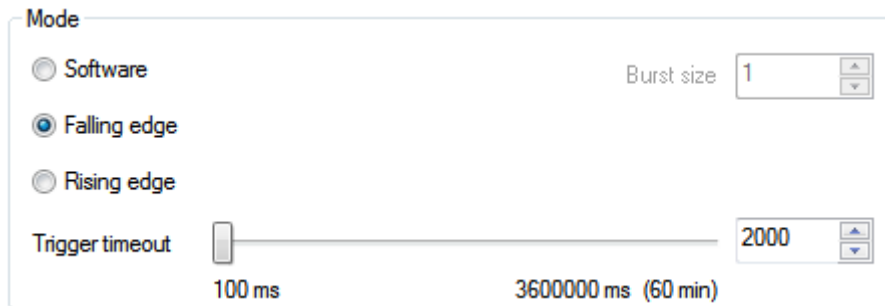 Mode
Software
Burst size 1
Falling edge
Rising edge
Trigger timeout 2000
100 ms 3600000 ms (60 min)